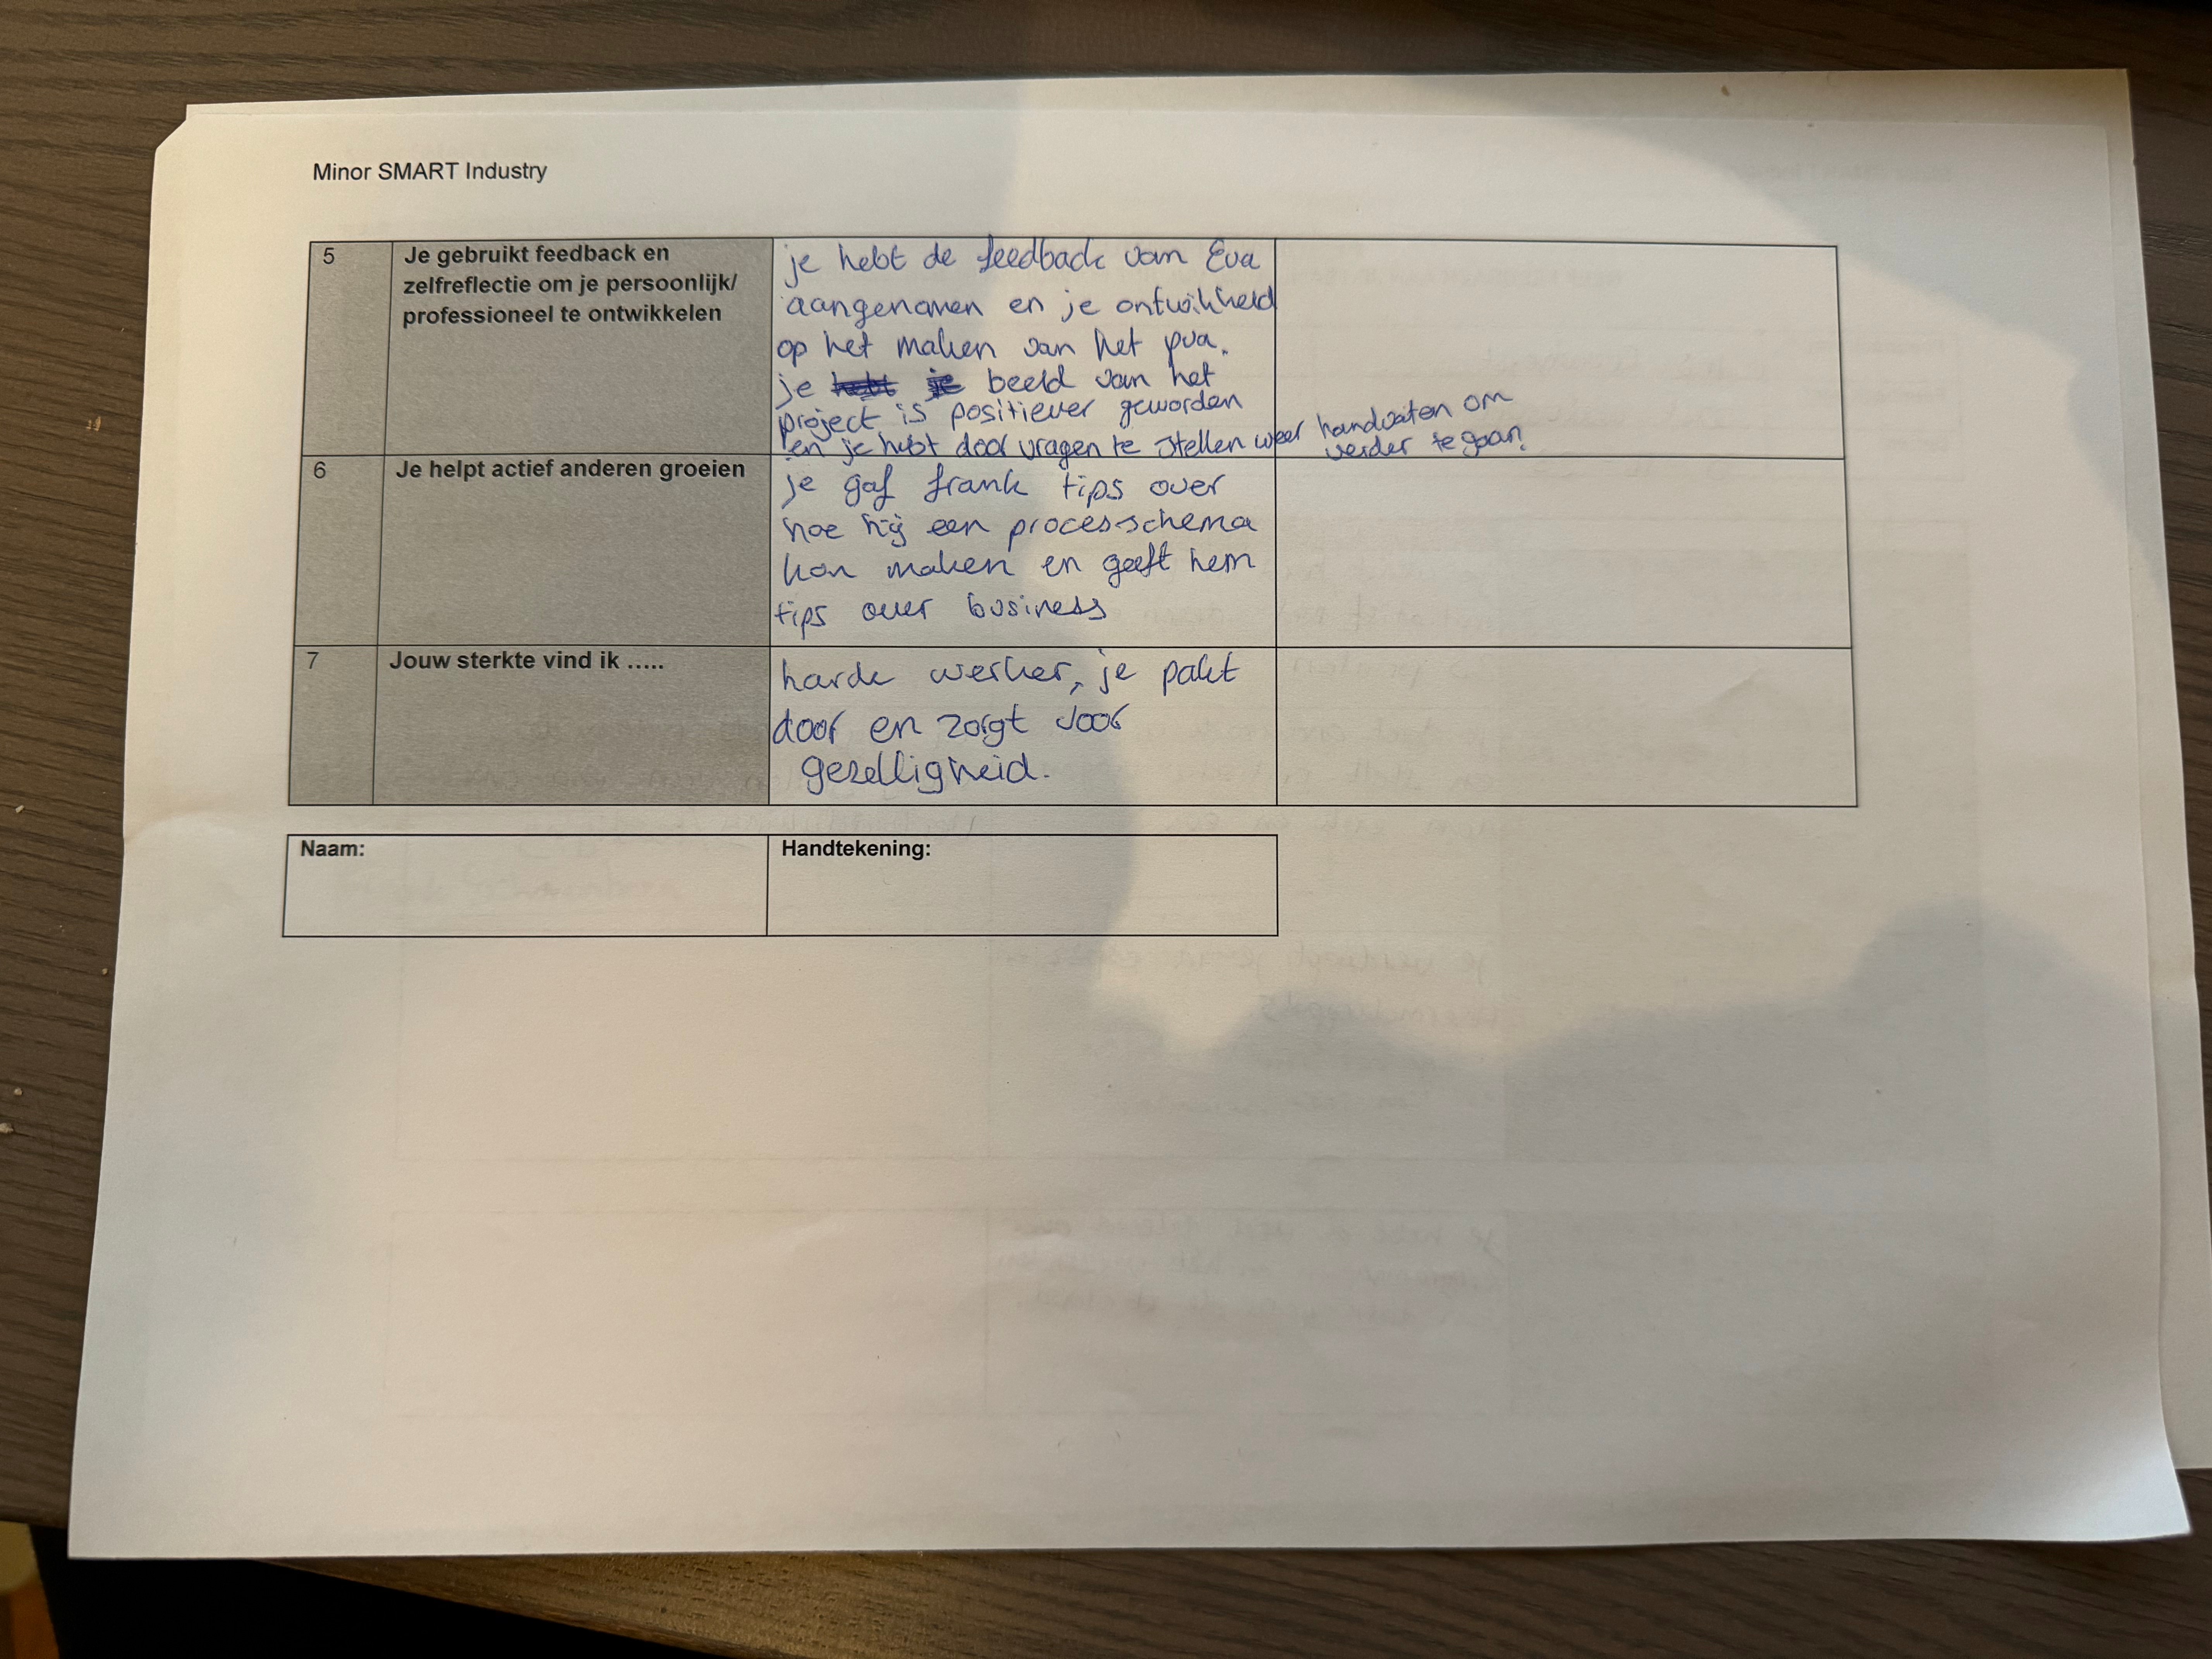 Minor SMART Industry
5
Je gebruikt feedback en
zelfreflectie om je persoonlijk/
professioneel te ontwikkelen
je hebt de feedback van Eva
aangenomen en je ontwikkeld
op het maken van het pva.
je beeld van het
project is positiever geworden
en je hebt door vragen te stellen weer handvaten om
verder te gaan
6
Je helpt actief anderen groeien
je gaf frank tips over
hoe hij een processchema
kon maken en geeft hem
tips over business
7
Jouw sterkte vind ik .....
harde werker, je pakt
door en zorgt voor
gezelligheid.
Naam:
Handtekening: